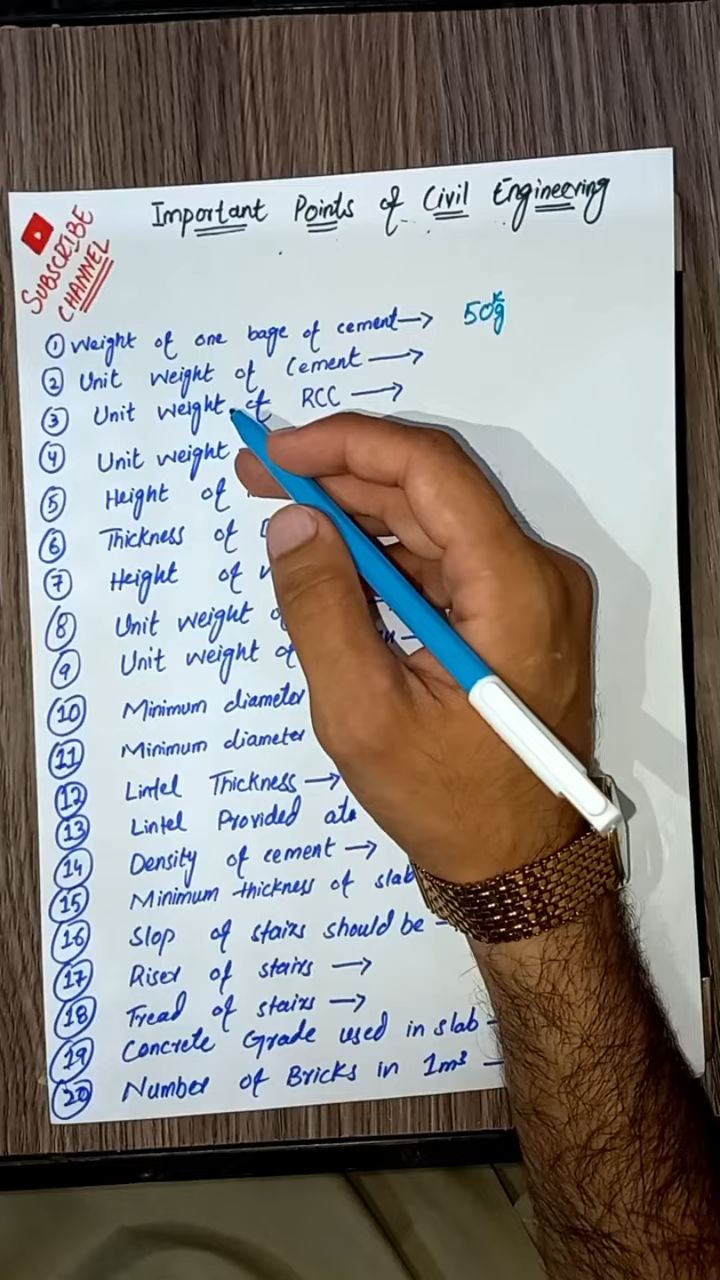 Important Points of Civil Engineering
SUBSCRIBE
CHANNEL
① Weight of one bage of cement → 50kg
② Unit weight of Cement →
③ Unit weight of RCC →
④ Unit weight
⑤ Height of
⑥ Thickness of
⑦ Height of
⑧ Unit weight
⑨ Unit weight of
⑩ Minimum diameter
⑪ Minimum diameter
⑫ Lintel Thickness →
⑬ Lintel Provided at
⑭ Density of cement →
⑮ Minimum thickness of slab
⑯ Slop of stairs should be
⑰ Riser of stairs →
⑱ Tread of stairs →
⑲ Concrete Grade used in slab
⑳ Number of Bricks in 1m³